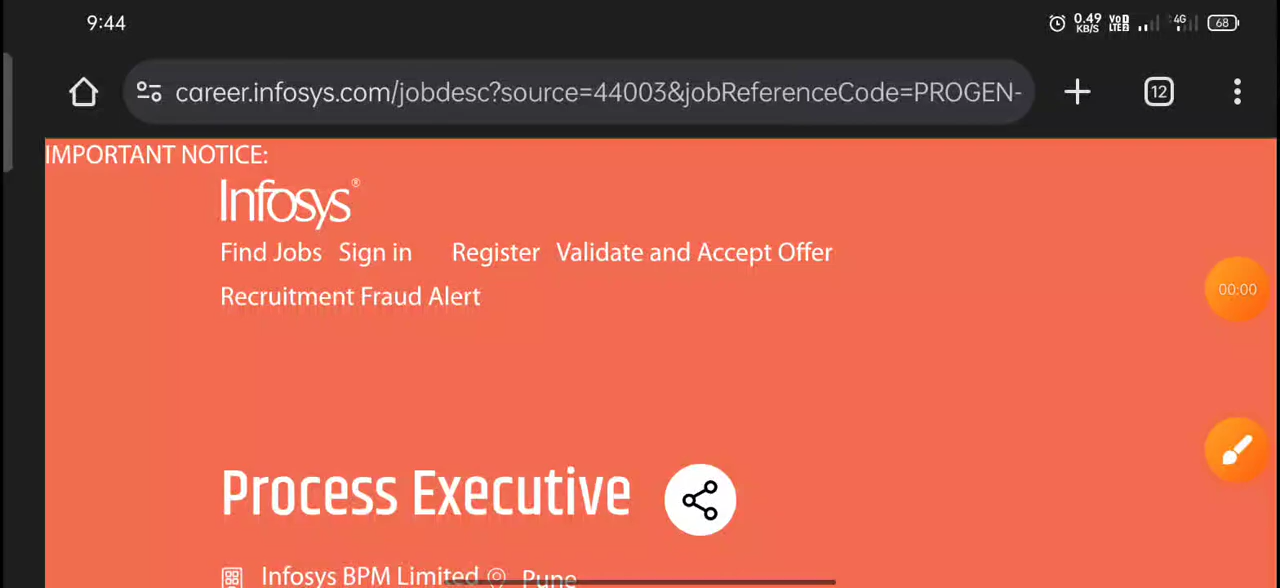 9:44
0.49 KB/S VoD LTE2 4G 68
career.infosys.com/jobdesc?source=44003&jobReferenceCode=PROGEN-
12
IMPORTANT NOTICE:
Infosys®
Find Jobs Sign in Register Validate and Accept Offer
Recruitment Fraud Alert
00:00
Process Executive
Infosys BPM Limited Pune